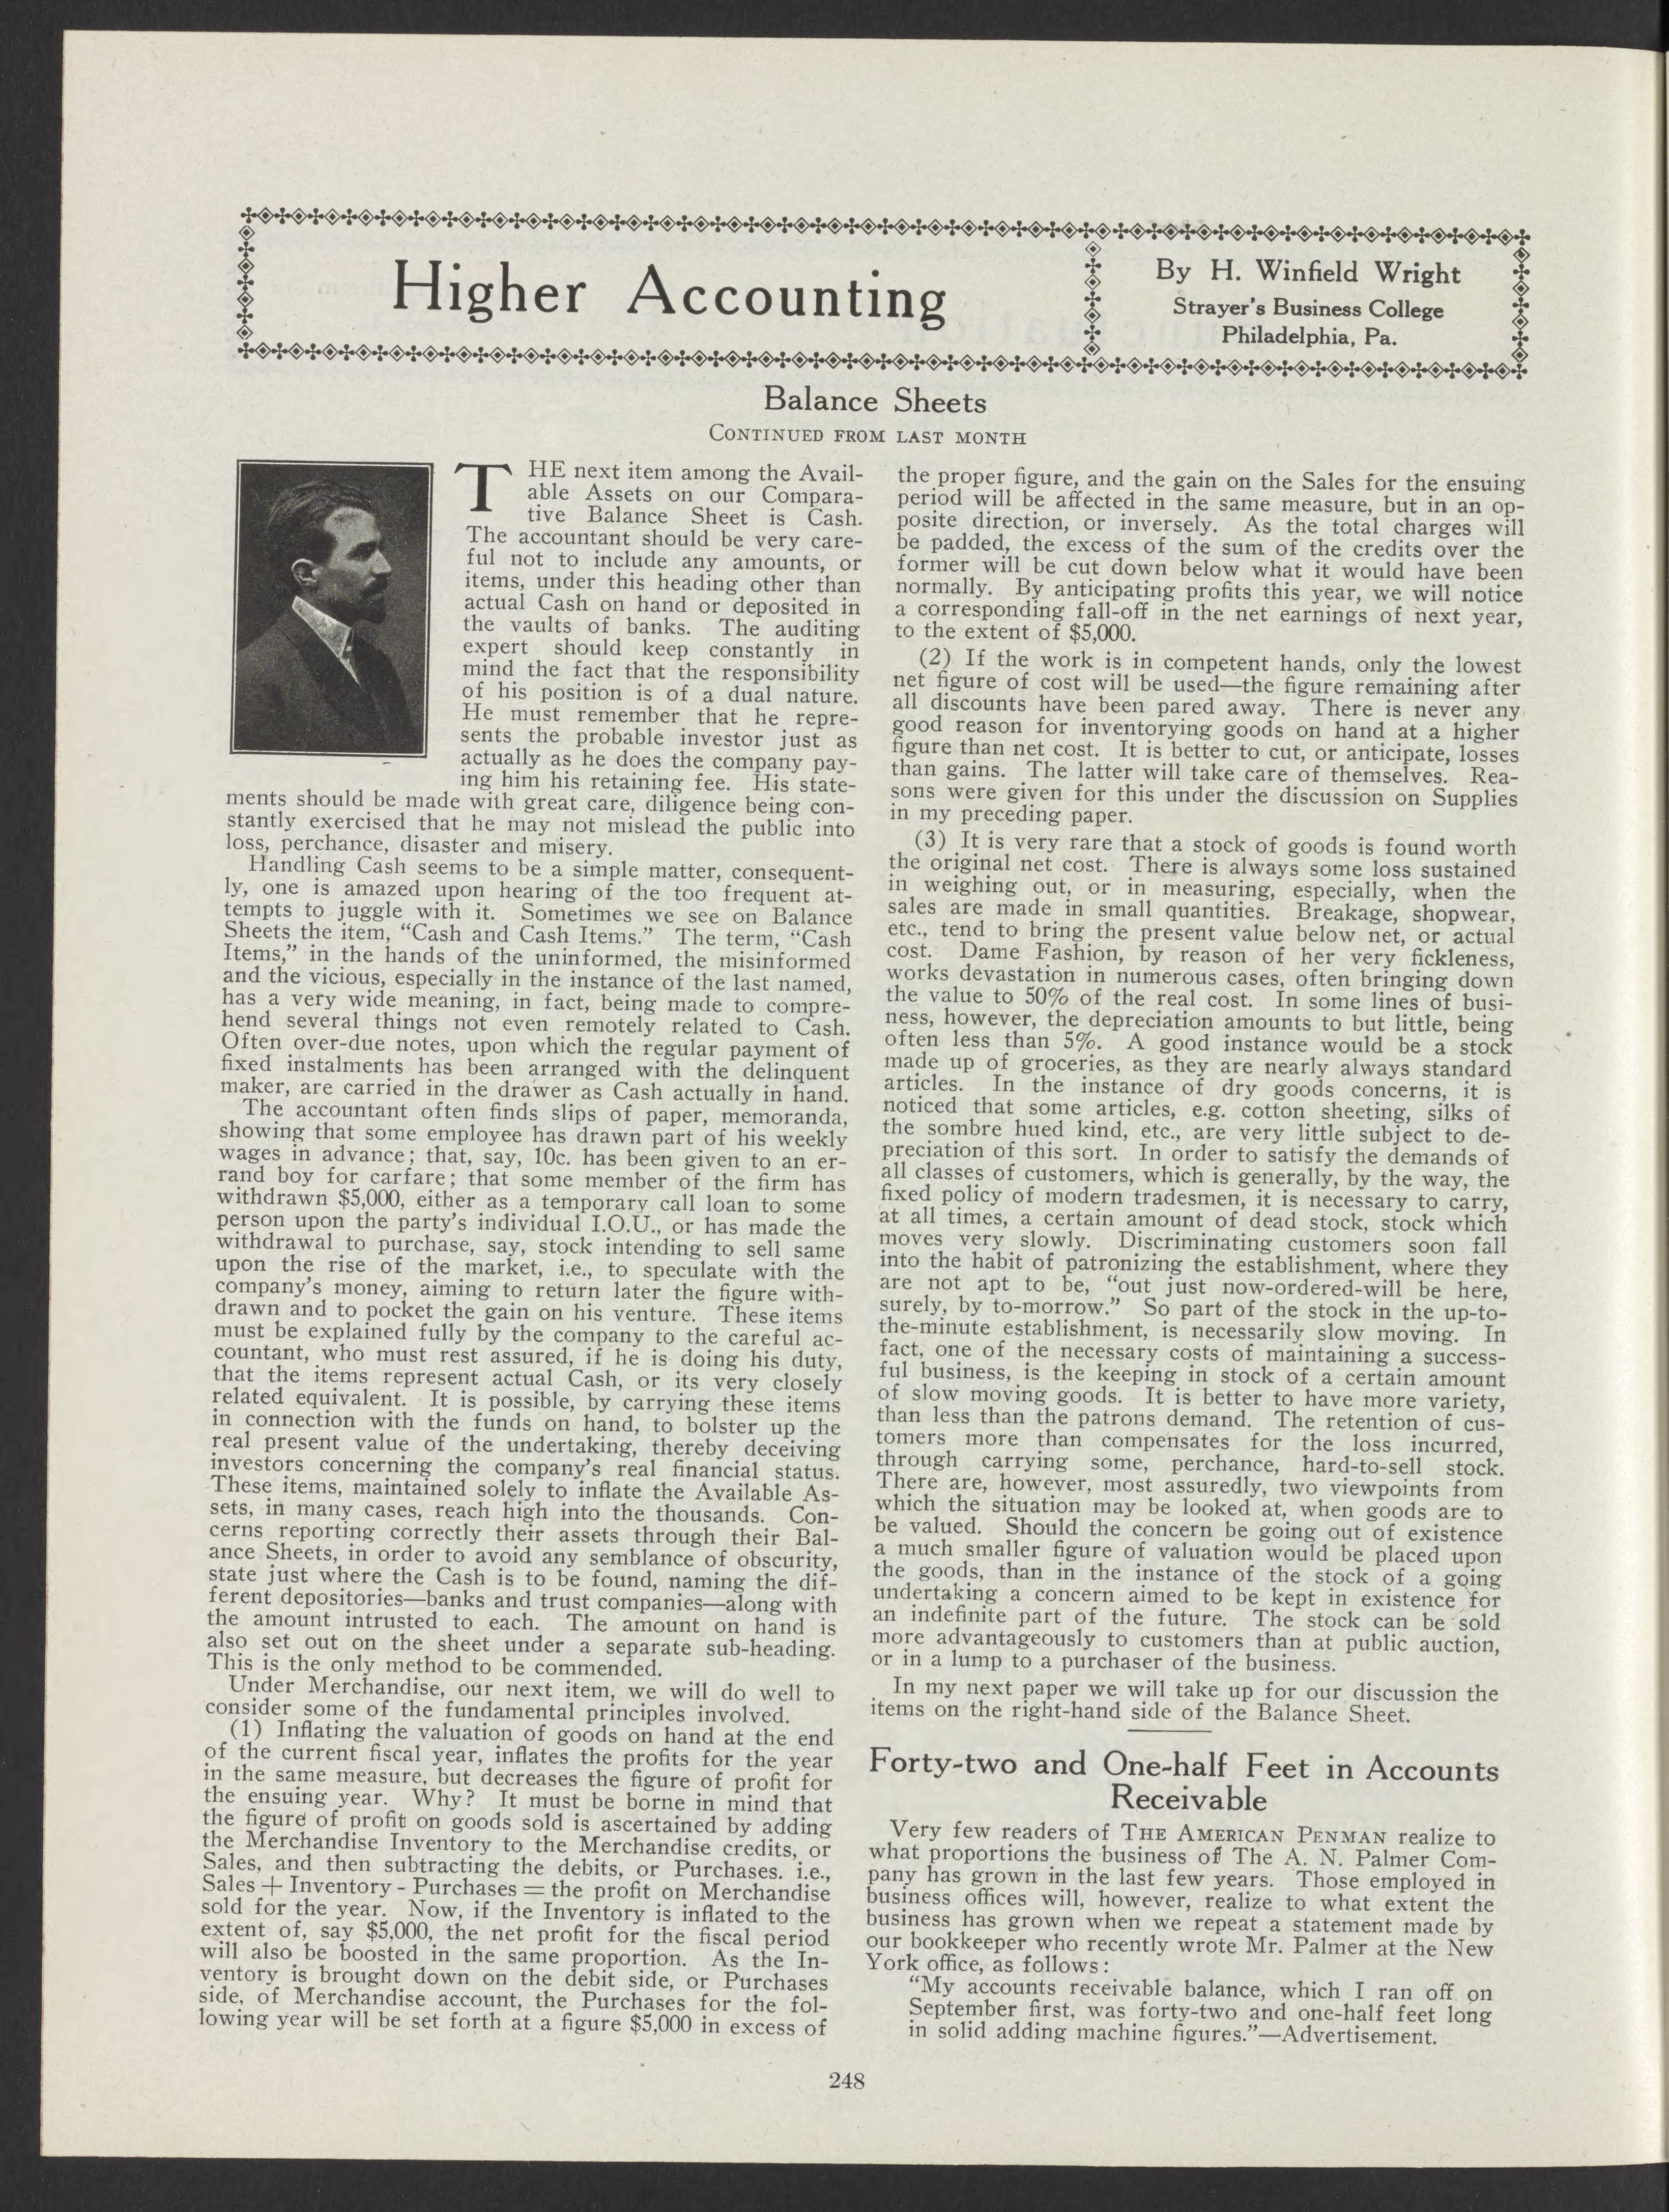 Higher Accounting
By H. Winfield Wright
Strayer's Business College
Philadelphia, Pa.
Balance Sheets
CONTINUED FROM LAST MONTH
THE next item among the Avail-
able Assets on our Compara-
tive Balance Sheet is Cash.
The accountant should be very care-
ful not to include any amounts, or
items, under this heading other than
actual Cash on hand or deposited in
the vaults of banks. The auditing
expert should keep constantly in
mind the fact that the responsibility
of his position is of a dual nature.
He must remember that he repre-
sents the probable investor just as
actually as he does the company pay-
ing him his retaining fee. His state-
ments should be made with great care, diligence being con-
stantly exercised that he may not mislead the public into
loss, perchance, disaster and misery.
Handling Cash seems to be a simple matter, consequent-
ly, one is amazed upon hearing of the too frequent at-
tempts to juggle with it. Sometimes we see on Balance
Sheets the item, "Cash and Cash Items." The term, "Cash
Items," in the hands of the uninformed, the misinformed
and the vicious, especially in the instance of the last named,
has a very wide meaning, in fact, being made to compre-
hend several things not even remotely related to Cash.
Often over-due notes, upon which the regular payment of
fixed instalments has been arranged with the delinquent
maker, are carried in the drawer as Cash actually in hand.
The accountant often finds slips of paper, memoranda,
showing that some employee has drawn part of his weekly
wages in advance; that, say, 10c. has been given to an er-
rand boy for carfare; that some member of the firm has
withdrawn $5,000, either as a temporary call loan to some
person upon the party's individual I.O.U., or has made the
withdrawal to purchase, say, stock intending to sell same
upon the rise of the market, i.e., to speculate with the
company's money, aiming to return later the figure with-
drawn and to pocket the gain on his venture. These items
must be explained fully by the company to the careful ac-
countant, who must rest assured, if he is doing his duty,
that the items represent actual Cash, or its very closely
related equivalent. It is possible, by carrying these items
in connection with the funds on hand, to bolster up the
real present value of the undertaking, thereby deceiving
investors concerning the company's real financial status.
These items, maintained solely to inflate the Available As-
sets, in many cases, reach high into the thousands. Con-
cerns reporting correctly their assets through their Bal-
ance Sheets, in order to avoid any semblance of obscurity,
state just where the Cash is to be found, naming the dif-
ferent depositories—banks and trust companies—along with
the amount intrusted to each. The amount on hand is
also set out on the sheet under a separate sub-heading.
This is the only method to be commended.
Under Merchandise, our next item, we will do well to
consider some of the fundamental principles involved.
(1) Inflating the valuation of goods on hand at the end
of the current fiscal year, inflates the profits for the year
in the same measure, but decreases the figure of profit for
the ensuing year. Why? It must be borne in mind that
the figure of profit on goods sold is ascertained by adding
the Merchandise Inventory to the Merchandise credits, or
Sales, and then subtracting the debits, or Purchases. i.e.,
Sales + Inventory - Purchases = the profit on Merchandise
sold for the year. Now, if the Inventory is inflated to the
extent of, say $5,000, the net profit for the fiscal period
will also be boosted in the same proportion. As the In-
ventory is brought down on the debit side, or Purchases
side, of Merchandise account, the Purchases for the fol-
lowing year will be set forth at a figure $5,000 in excess of
the proper figure, and the gain on the Sales for the ensuing
period will be affected in the same measure, but in an op-
posite direction, or inversely. As the total charges will
be padded, the excess of the sum of the credits over the
former will be cut down below what it would have been
normally. By anticipating profits this year, we will notice
a corresponding fall-off in the net earnings of next year,
to the extent of $5,000.
(2) If the work is in competent hands, only the lowest
net figure of cost will be used—the figure remaining after
all discounts have been pared away. There is never any
good reason for inventorying goods on hand at a higher
figure than net cost. It is better to cut, or anticipate, losses
than gains. The latter will take care of themselves. Rea-
sons were given for this under the discussion on Supplies
in my preceding paper.
(3) It is very rare that a stock of goods is found worth
the original net cost. There is always some loss sustained
in weighing out, or in measuring, especially, when the
sales are made in small quantities. Breakage, shopwear,
etc., tend to bring the present value below net, or actual
cost. Dame Fashion, by reason of her very fickleness,
works devastation in numerous cases, often bringing down
the value to 50% of the real cost. In some lines of busi-
ness, however, the depreciation amounts to but little, being
often less than 5%. A good instance would be a stock
made up of groceries, as they are nearly always standard
articles. In the instance of dry goods concerns, it is
noticed that some articles, e.g. cotton sheeting, silks of
the sombre hued kind, etc., are very little subject to de-
preciation of this sort. In order to satisfy the demands of
all classes of customers, which is generally, by the way, the
fixed policy of modern tradesmen, it is necessary to carry,
at all times, a certain amount of dead stock, stock which
moves very slowly. Discriminating customers soon fall
into the habit of patronizing the establishment, where they
are not apt to be, "out just now-ordered-will be here,
surely, by to-morrow." So part of the stock in the up-to-
the-minute establishment, is necessarily slow moving. In
fact, one of the necessary costs of maintaining a success-
ful business, is the keeping in stock of a certain amount
of slow moving goods. It is better to have more variety,
than less than the patrons demand. The retention of cus-
tomers more than compensates for the loss incurred,
through carrying some, perchance, hard-to-sell stock.
There are, however, most assuredly, two viewpoints from
which the situation may be looked at, when goods are to
be valued. Should the concern be going out of existence
a much smaller figure of valuation would be placed upon
the goods, than in the instance of the stock of a going
undertaking a concern aimed to be kept in existence for
an indefinite part of the future. The stock can be sold
more advantageously to customers than at public auction,
or in a lump to a purchaser of the business.
In my next paper we will take up for our discussion the
items on the right-hand side of the Balance Sheet.
Forty-two and One-half Feet in Accounts
Receivable
Very few readers of THE AMERICAN PENMAN realize to
what proportions the business of The A. N. Palmer Com-
pany has grown in the last few years. Those employed in
business offices will, however, realize to what extent the
business has grown when we repeat a statement made by
our bookkeeper who recently wrote Mr. Palmer at the New
York office, as follows:
"My accounts receivable balance, which I ran off on
September first, was forty-two and one-half feet long
in solid adding machine figures."—Advertisement.
248